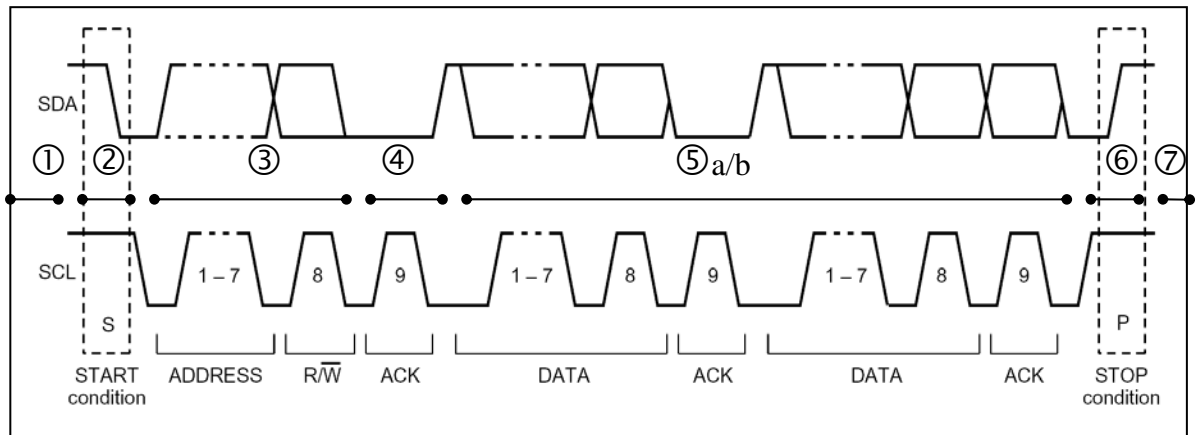 SDA
① ② ③ ④ ⑤a/b ⑥ ⑦
SCL
1 – 7 8 9 1 – 7 8 9 1 – 7 8 9
S P
START condition ADDRESS R/W̅ ACK DATA ACK DATA ACK STOP condition